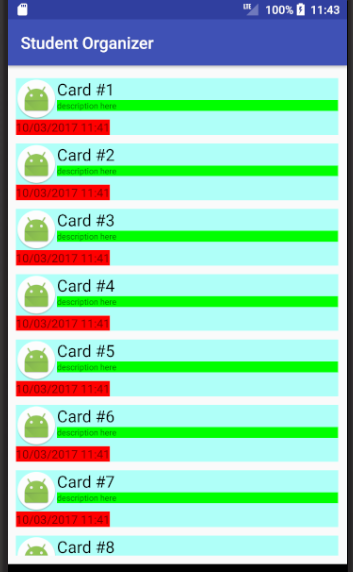 LTE 100% 11:43
Student Organizer
Card #1
description here
10/03/2017 11:41
Card #2
description here
10/03/2017 11:41
Card #3
description here
10/03/2017 11:41
Card #4
description here
10/03/2017 11:41
Card #5
description here
10/03/2017 11:41
Card #6
description here
10/03/2017 11:41
Card #7
description here
10/03/2017 11:41
Card #8